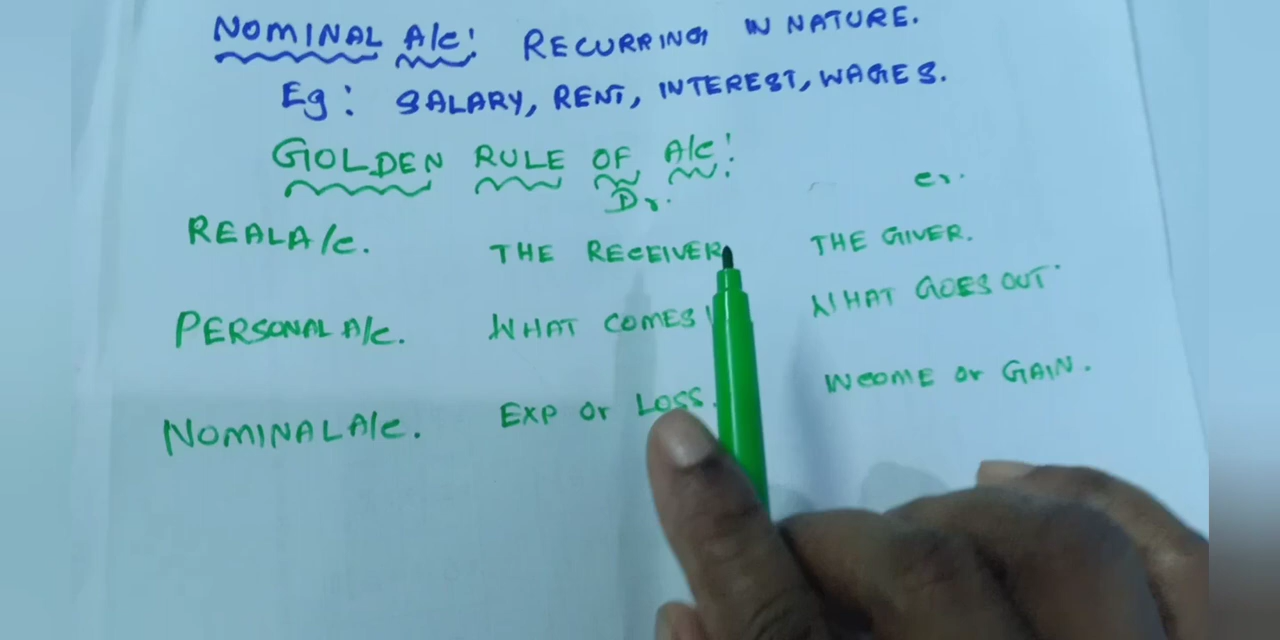 NOMINAL A/c: RECURRING IN NATURE.
Eg: SALARY, RENT, INTEREST, WAGES.
GOLDEN RULE OF A/c:
Dr. Cr.
REAL A/c. THE RECEIVER THE GIVER.
PERSONAL A/c. WHAT COMES WHAT GOES OUT
NOMINAL A/c. EXP Or LOSS. INCOME Or GAIN.